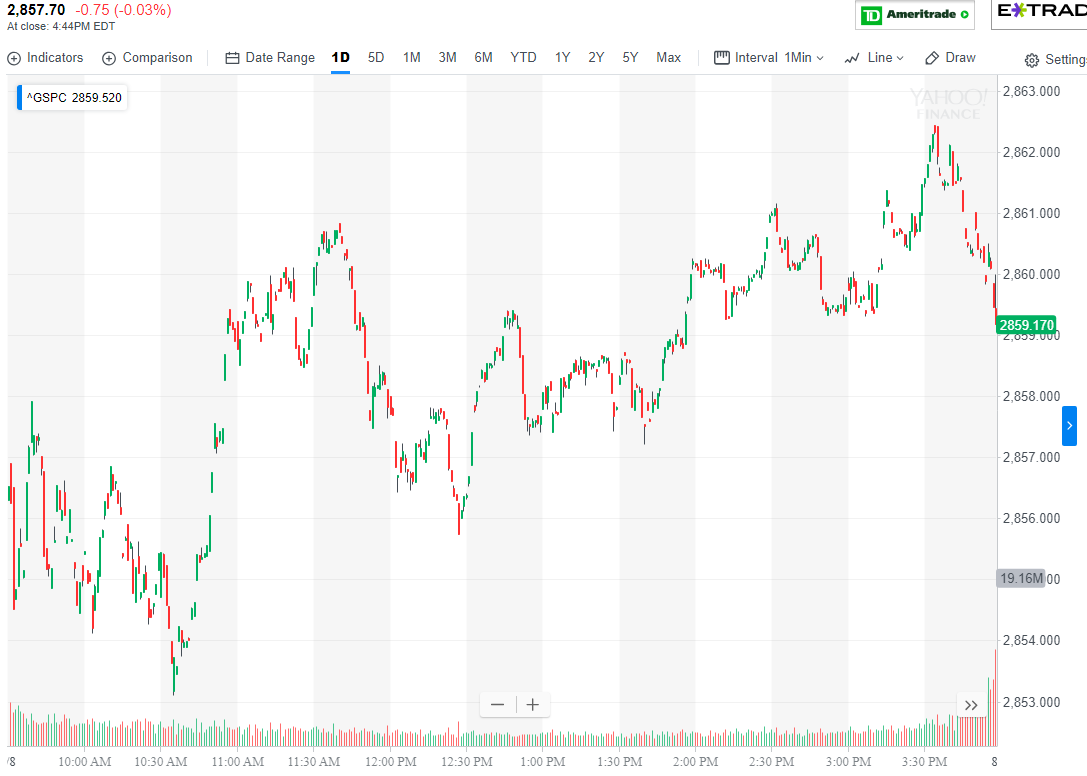 2,857.70 -0.75 (-0.03%)
At close: 4:44PM EDT
TD Ameritrade
E*TRAD
Indicators
Comparison
Date Range
1D 5D 1M 3M 6M YTD 1Y 2Y 5Y Max
Interval 1Min
Line
Draw
Settings
^GSPC 2859.520
YAHOO!
FINANCE
2,863.000
2,862.000
2,861.000
2,860.000
2859.170
2,859.000
2,858.000
2,857.000
2,856.000
19.16M 00
2,854.000
2,853.000
/8 10:00 AM 10:30 AM 11:00 AM 11:30 AM 12:00 PM 12:30 PM 1:00 PM 1:30 PM 2:00 PM 2:30 PM 3:00 PM 3:30 PM 8